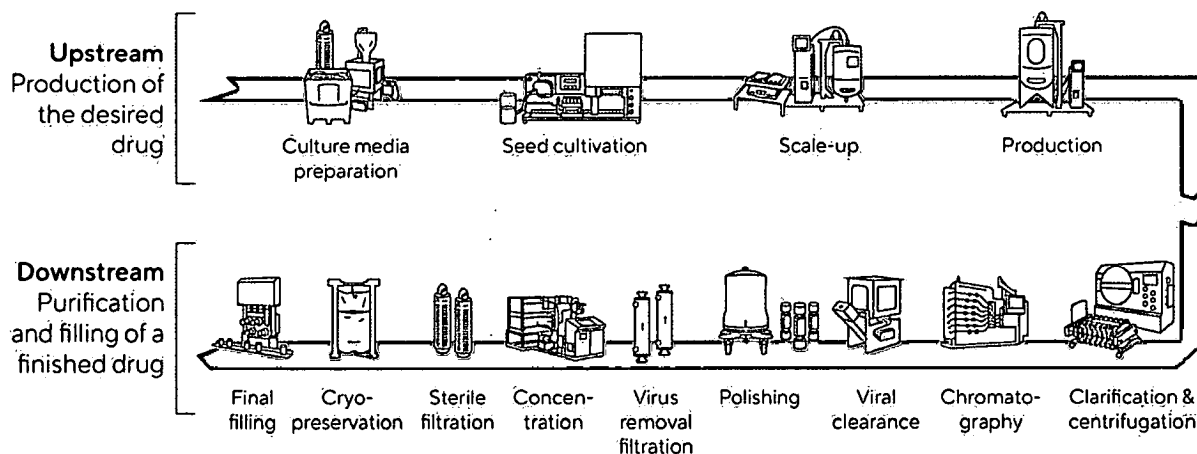 Upstream
Production of
the desired
drug
Culture media
preparation
Seed cultivation
Scale-up
Production
Downstream
Purification
and filling of a
finished drug
Final
filling
Cryo-
preservation
Sterile
filtration
Concen-
tration
Virus
removal
filtration
Polishing
Viral
clearance
Chromato-
graphy
Clarification &
centrifugation